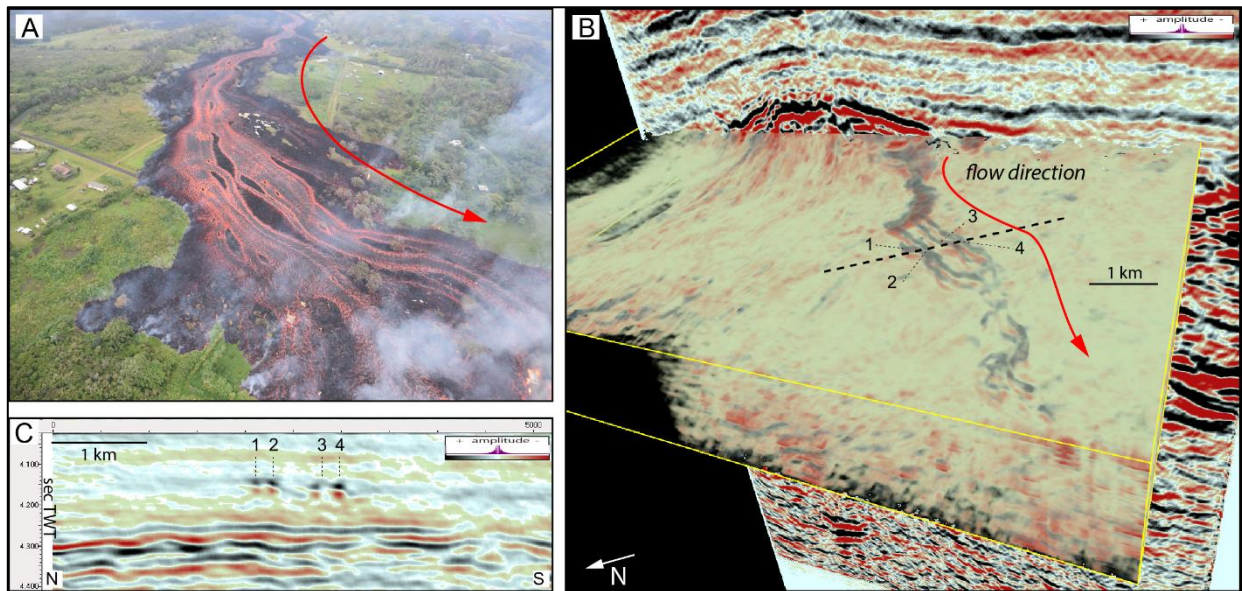 A
B
+ amplitude -
flow direction
3
1
4
2
1 km
N
C
0
5000
1 km
1 2 3 4
+ amplitude -
4.100
4.200
4.300
4.400
sec TWT
N
S